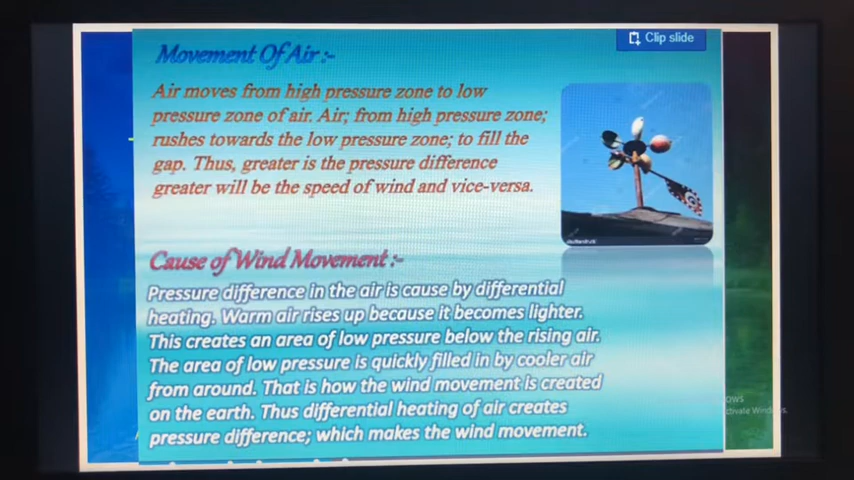 Clip slide
Movement Of Air :-
Air moves from high pressure zone to low
pressure zone of air. Air; from high pressure zone;
rushes towards the low pressure zone; to fill the
gap. Thus, greater is the pressure difference
greater will be the speed of wind and vice-versa.
Cause of Wind Movement :-
Pressure difference in the air is cause by differential
heating. Warm air rises up because it becomes lighter.
This creates an area of low pressure below the rising air.
The area of low pressure is quickly filled in by cooler air
from around. That is how the wind movement is created
on the earth. Thus differential heating of air creates
pressure difference; which makes the wind movement.